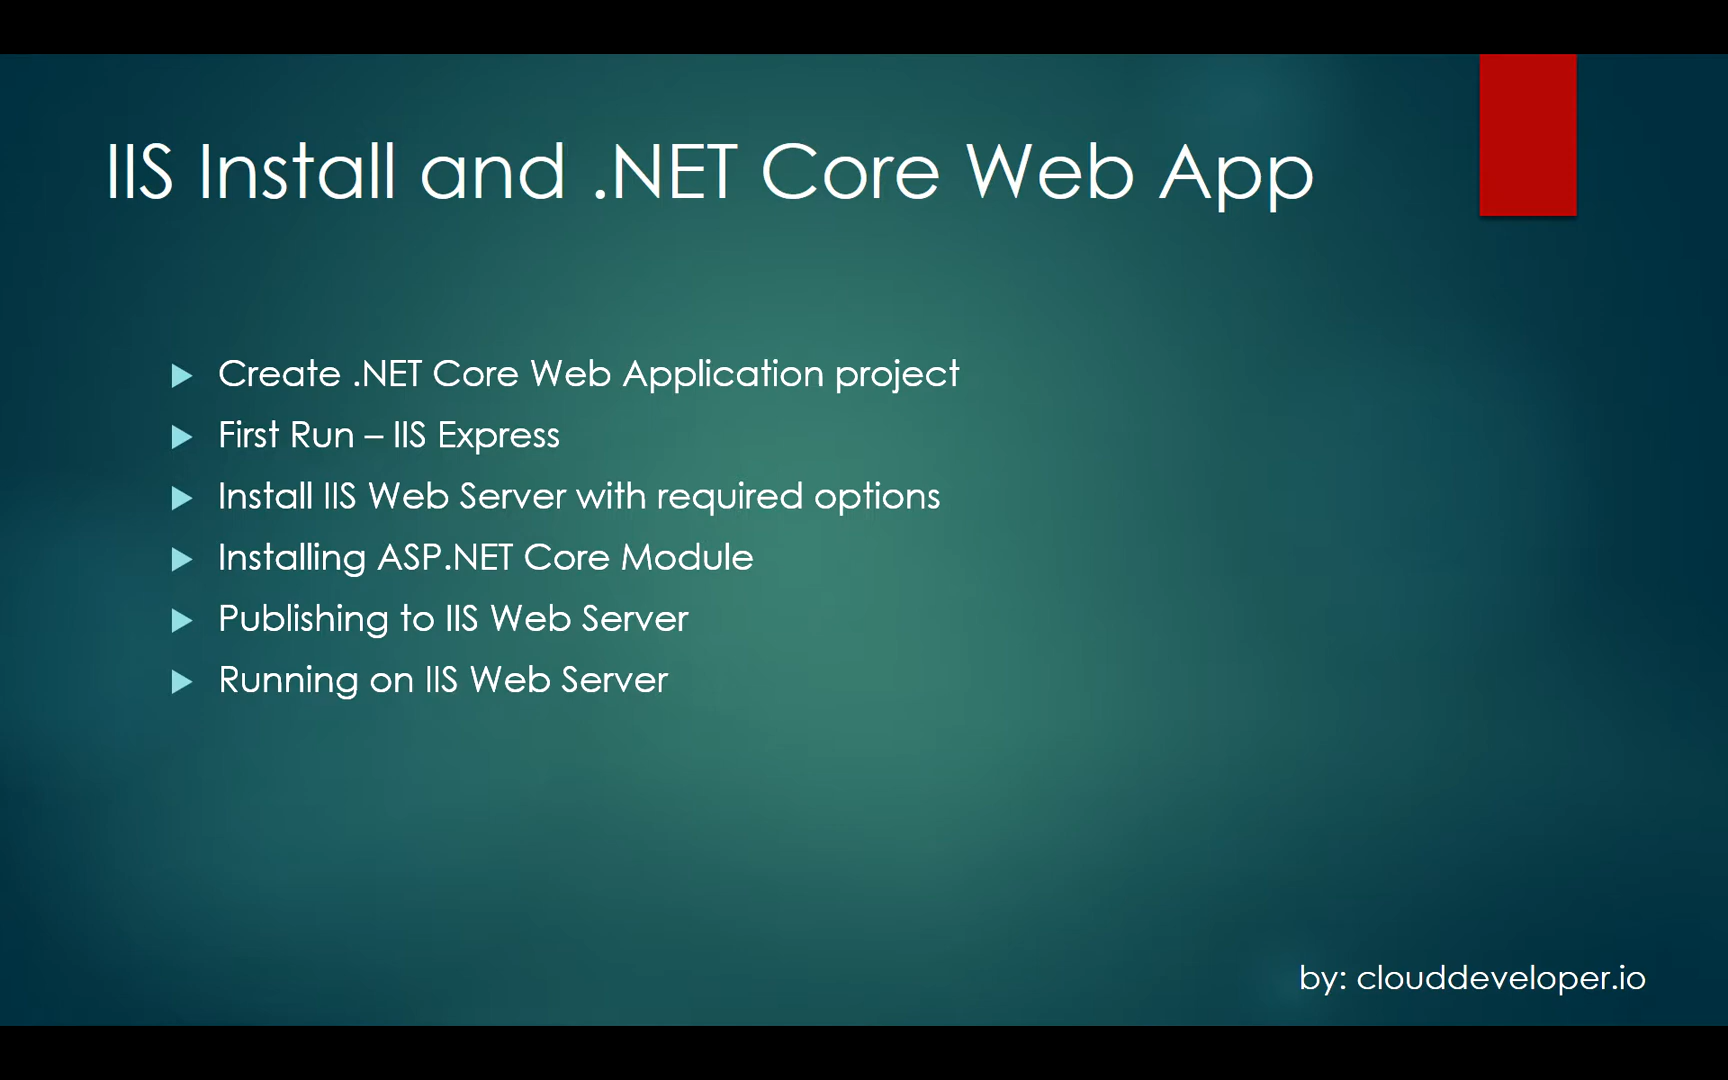 IIS Install and .NET Core Web App
Create .NET Core Web Application project
First Run – IIS Express
Install IIS Web Server with required options
Installing ASP.NET Core Module
Publishing to IIS Web Server
Running on IIS Web Server
by: clouddeveloper.io